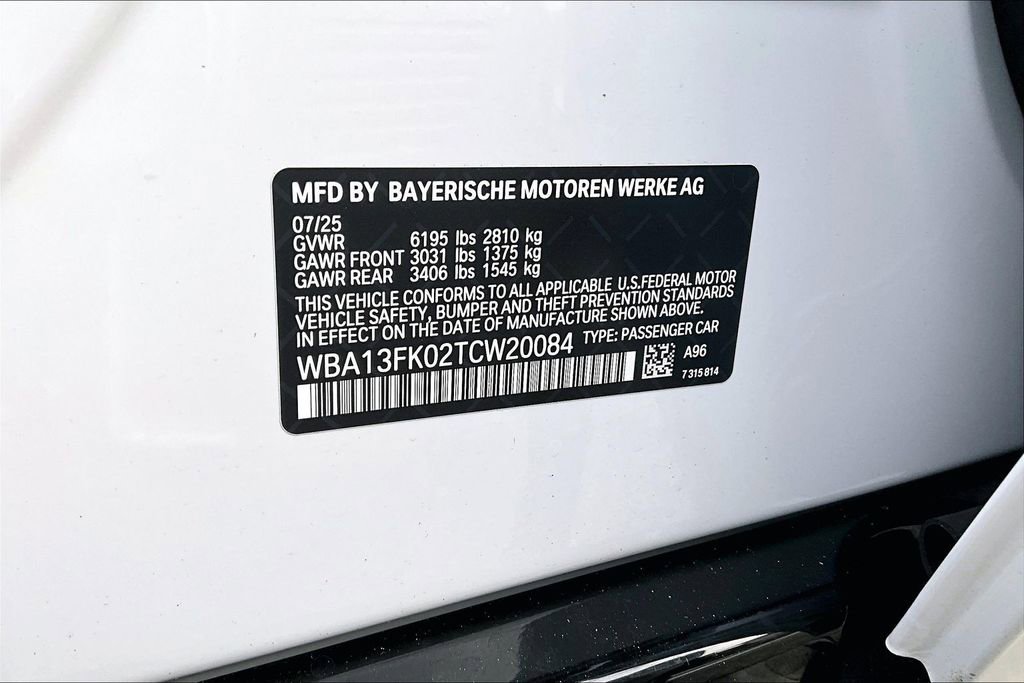 MFD BY BAYERISCHE MOTOREN WERKE AG
07/25
GVWR 6195 lbs 2810 kg
GAWR FRONT 3031 lbs 1375 kg
GAWR REAR 3406 lbs 1545 kg
THIS VEHICLE CONFORMS TO ALL APPLICABLE U.S.FEDERAL MOTOR
VEHICLE SAFETY, BUMPER AND THEFT PREVENTION STANDARDS
IN EFFECT ON THE DATE OF MANUFACTURE SHOWN ABOVE.
TYPE: PASSENGER CAR
WBA13FK02TCW20084
A96
7 315 814